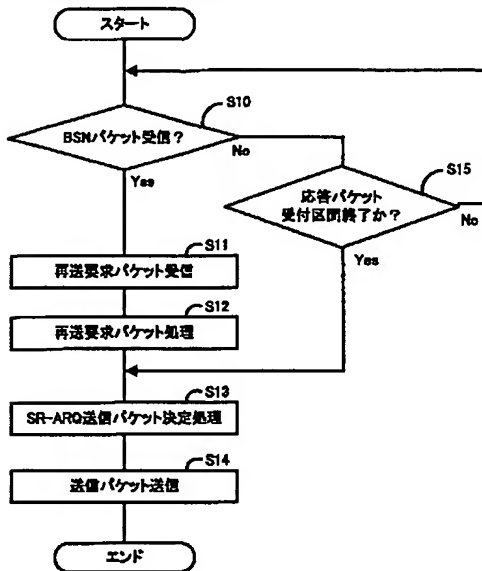 スタート
S10
BSNパケット受信？
No
Yes
S15
応答パケット
受付区間終了か？
No
Yes
S11
再送要求パケット受信
S12
再送要求パケット処理
S13
SR-ARQ送信パケット決定処理
S14
送信パケット送信
エンド